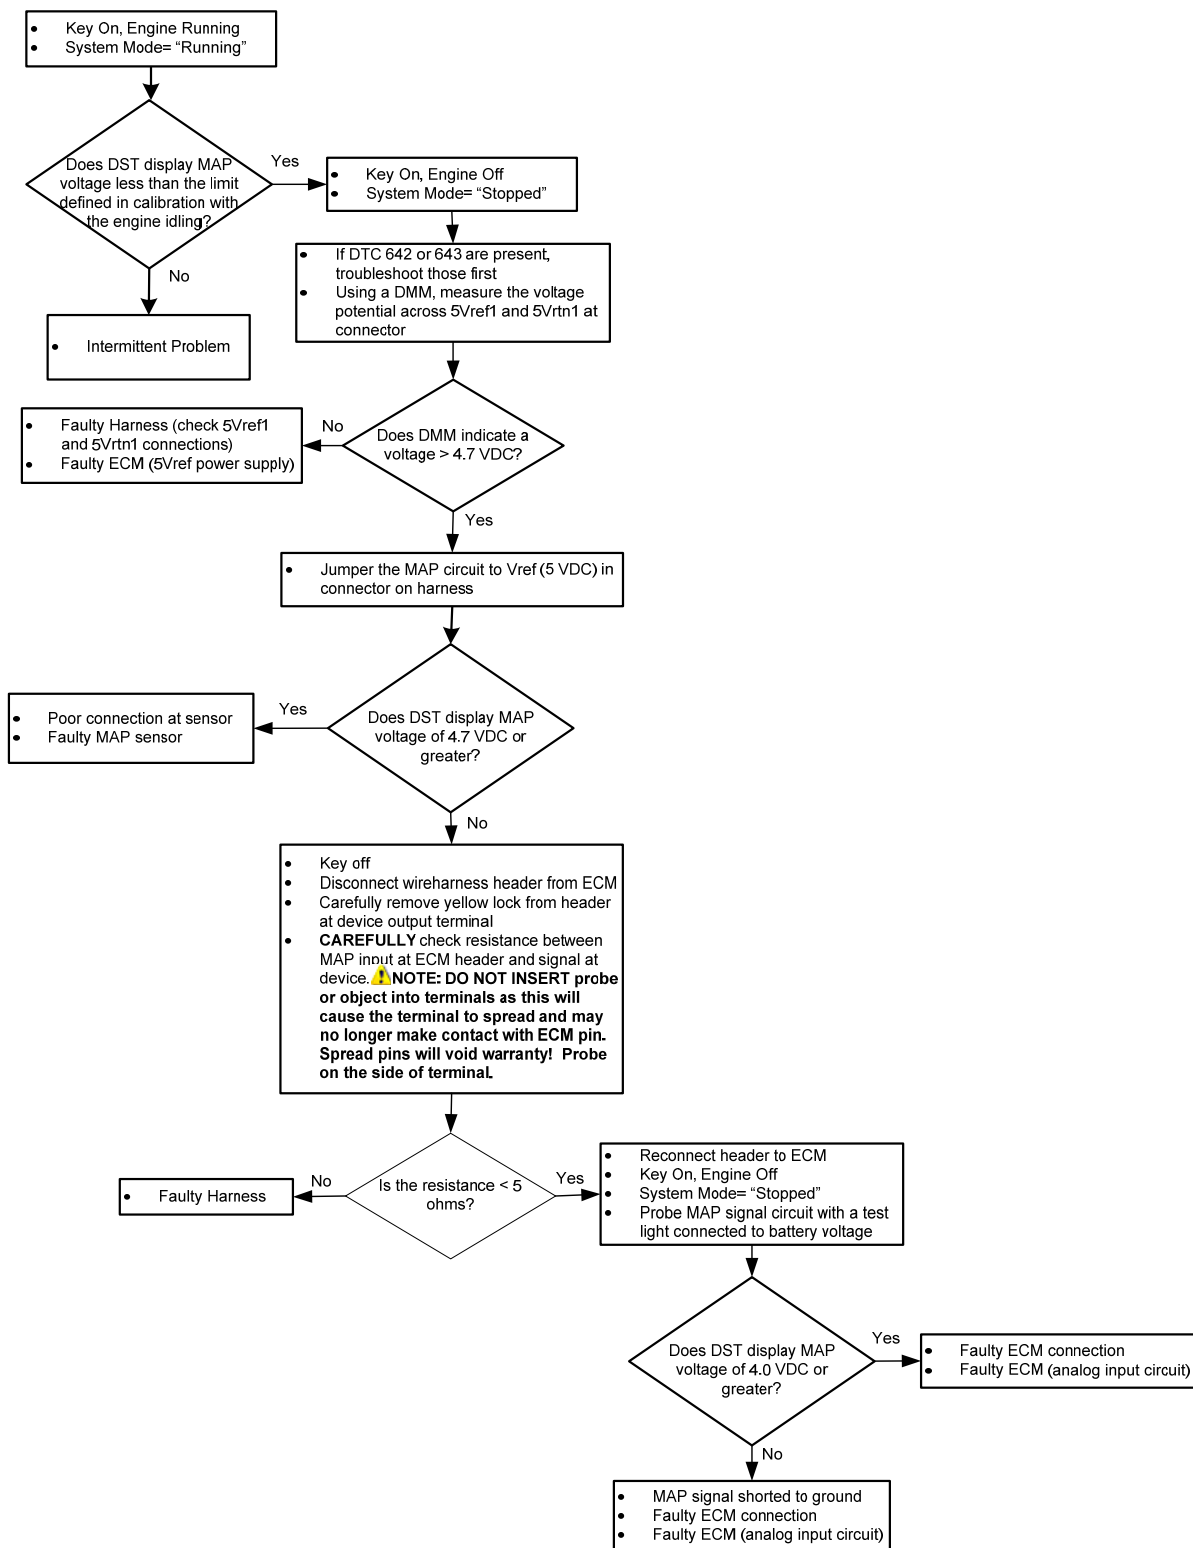 • Key On, Engine Running
• System Mode= “Running”
Does DST display MAP
voltage less than the limit
defined in calibration with
the engine idling?
Yes
• Key On, Engine Off
• System Mode= “Stopped”
No
• Intermittent Problem
• If DTC 642 or 643 are present,
troubleshoot those first
• Using a DMM, measure the voltage
potential across 5Vref1 and 5Vrtn1 at
connector
Does DMM indicate a
voltage > 4.7 VDC?
No
• Faulty Harness (check 5Vref1
and 5Vrtn1 connections)
• Faulty ECM (5Vref power supply)
Yes
• Jumper the MAP circuit to Vref (5 VDC) in
connector on harness
Does DST display MAP
voltage of 4.7 VDC or
greater?
Yes
• Poor connection at sensor
• Faulty MAP sensor
No
• Key off
• Disconnect wireharness header from ECM
• Carefully remove yellow lock from header
at device output terminal
• CAREFULLY check resistance between
MAP input at ECM header and signal at
device. NOTE: DO NOT INSERT probe
or object into terminals as this will
cause the terminal to spread and may
no longer make contact with ECM pin.
Spread pins will void warranty! Probe
on the side of terminal.
Is the resistance < 5
ohms?
No
• Faulty Harness
Yes
• Reconnect header to ECM
• Key On, Engine Off
• System Mode= “Stopped”
• Probe MAP signal circuit with a test
light connected to battery voltage
Does DST display MAP
voltage of 4.0 VDC or
greater?
Yes
• Faulty ECM connection
• Faulty ECM (analog input circuit)
No
• MAP signal shorted to ground
• Faulty ECM connection
• Faulty ECM (analog input circuit)